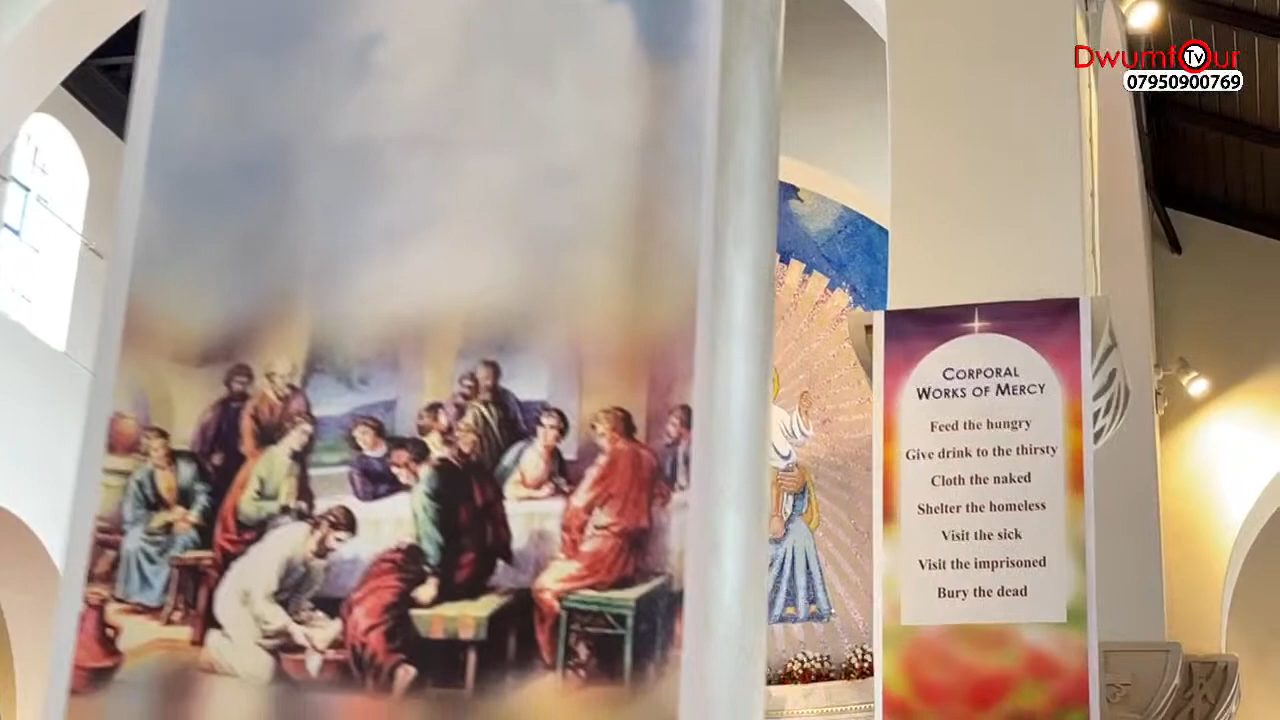 DwumfOur
Tv
07950900769
CORPORAL
WORKS OF MERCY
Feed the hungry
Give drink to the thirsty
Cloth the naked
Shelter the homeless
Visit the sick
Visit the imprisoned
Bury the dead